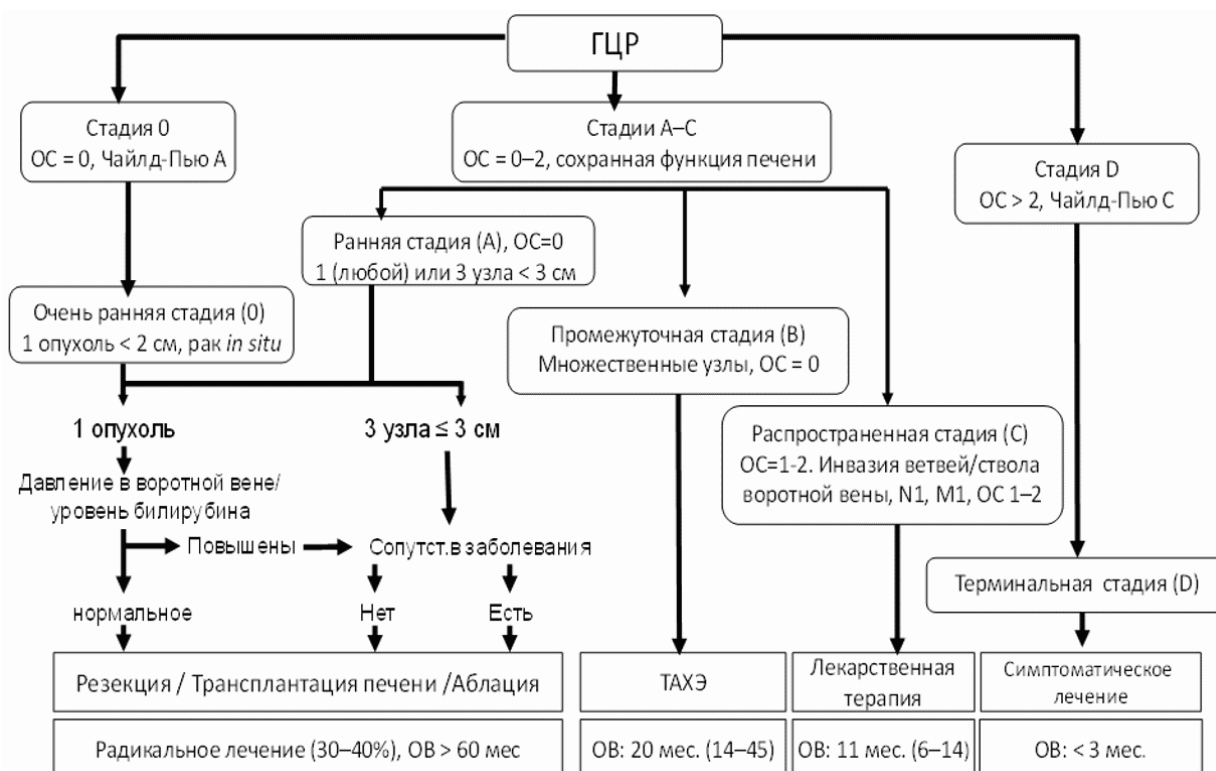 ГЦР
Стадия 0
ОС = 0, Чайлд-Пью А
Стадии А–С
ОС = 0–2, сохранная функция печени
Стадия D
ОС > 2, Чайлд-Пью С
Ранняя стадия (А), ОС=0
1 (любой) или 3 узла < 3 см
Очень ранняя стадия (0)
1 опухоль < 2 см, рак in situ
Промежуточная стадия (В)
Множественные узлы, ОС = 0
1 опухоль
3 узла ≤ 3 см
Распространенная стадия (С)
ОС=1-2. Инвазия ветвей/ствола
воротной вены, N1, M1, ОС 1–2
Давление в воротной вене/
уровень билирубина
Повышены
Сопутст.в заболевания
Терминальная стадия (D)
нормальное
Нет
Есть
Резекция / Трансплантация печени /Аблация
ТАХЭ
Лекарственная
терапия
Симптоматическое
лечение
Радикальное лечение (30–40%), ОВ > 60 мес
ОВ: 20 мес. (14–45)
ОВ: 11 мес. (6–14)
ОВ: < 3 мес.